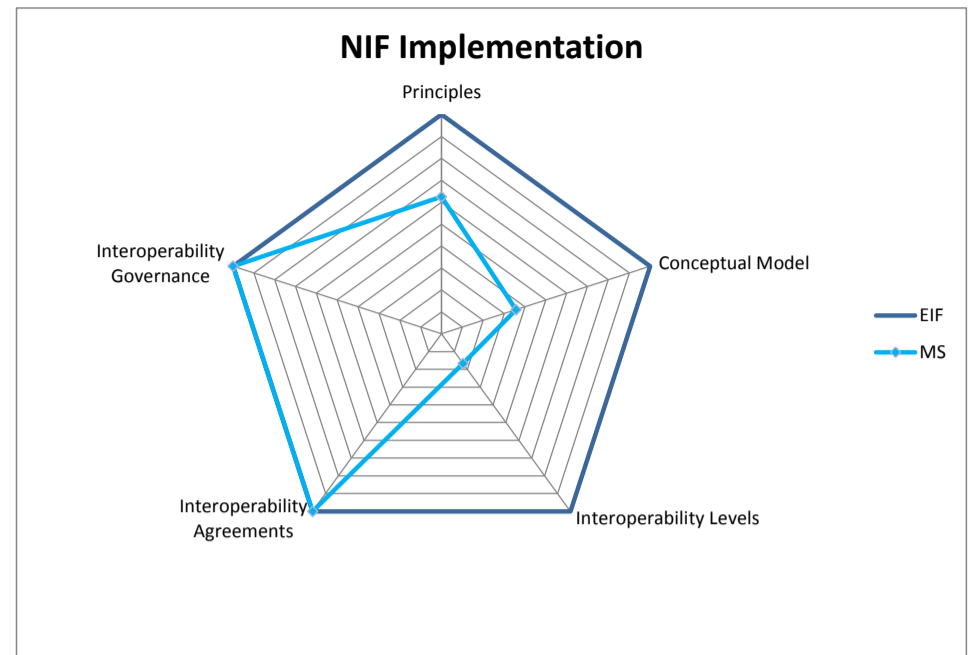 NIF Implementation
Principles
Interoperability
Governance
Conceptual Model
EIF
MS
Interoperability
Agreements
Interoperability Levels